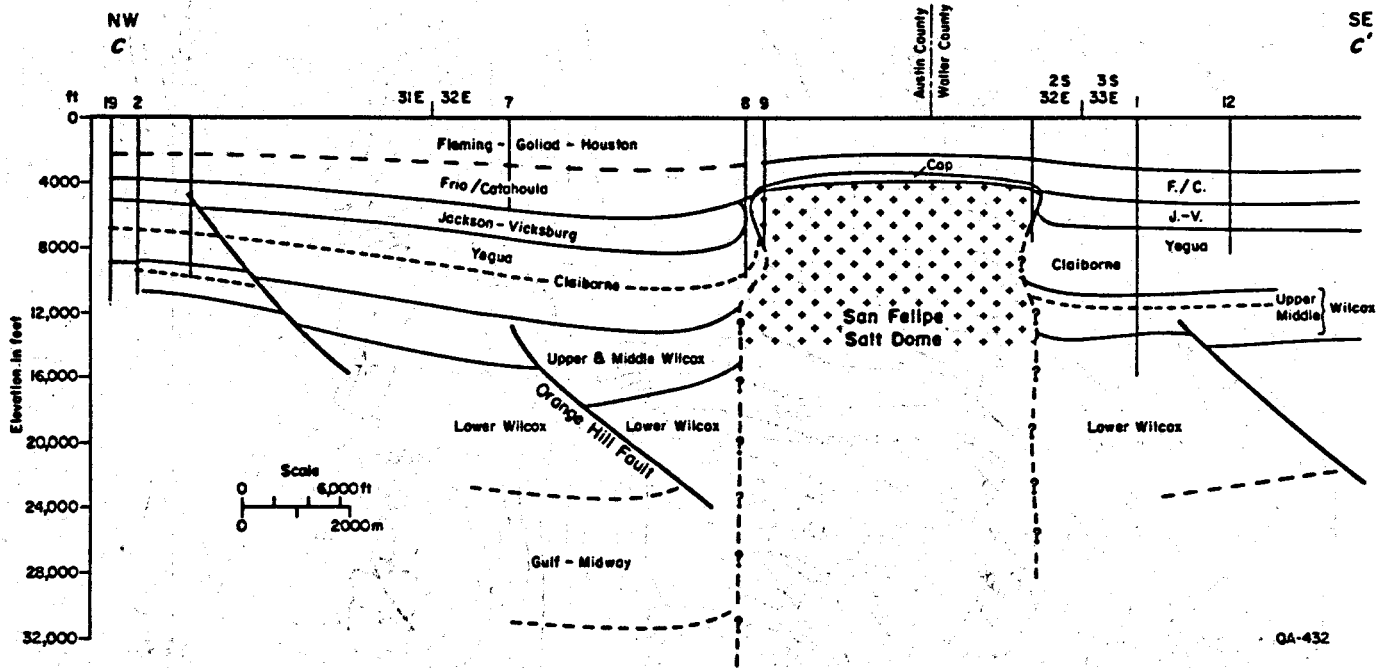 NW
C
SE
C'
Austin County
Waller County
ft
19
2
31E
32E
7
8
9
2S
32E
3S
33E
1
12
0
4000
8000
12,000
16,000
20,000
24,000
28,000
32,000
Elevation in feet
Fleming - Goliad - Houston
Cap
Frio/Catahoula
F./C.
Jackson-Vicksburg
J.-V.
Yegua
Yegua
Claiborne
Claiborne
San Felipe
Salt Dome
Upper
Middle
Wilcox
Upper & Middle Wilcox
Orange Hill Fault
Lower Wilcox
Lower Wilcox
Lower Wilcox
Scale
0
6,000 ft
0
2000m
Gulf - Midway
?
?
?
?
?
?
?
?
?
?
?
?
QA-432